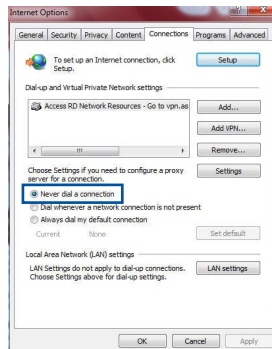 Internet Options
General Security Privacy Content Connections Programs Advanced
To set up an Internet connection, click Setup.
Setup
Dial-up and Virtual Private Network settings
Access RD Network Resources - Go to vpn.as
Add...
Add VPN...
Remove...
Choose Settings if you need to configure a proxy
server for a connection.
Settings
Never dial a connection
Dial whenever a network connection is not present
Always dial my default connection
Current None
Set default
Local Area Network (LAN) settings
LAN Settings do not apply to dial-up connections.
Choose Settings above for dial-up settings.
LAN settings
OK Cancel Apply